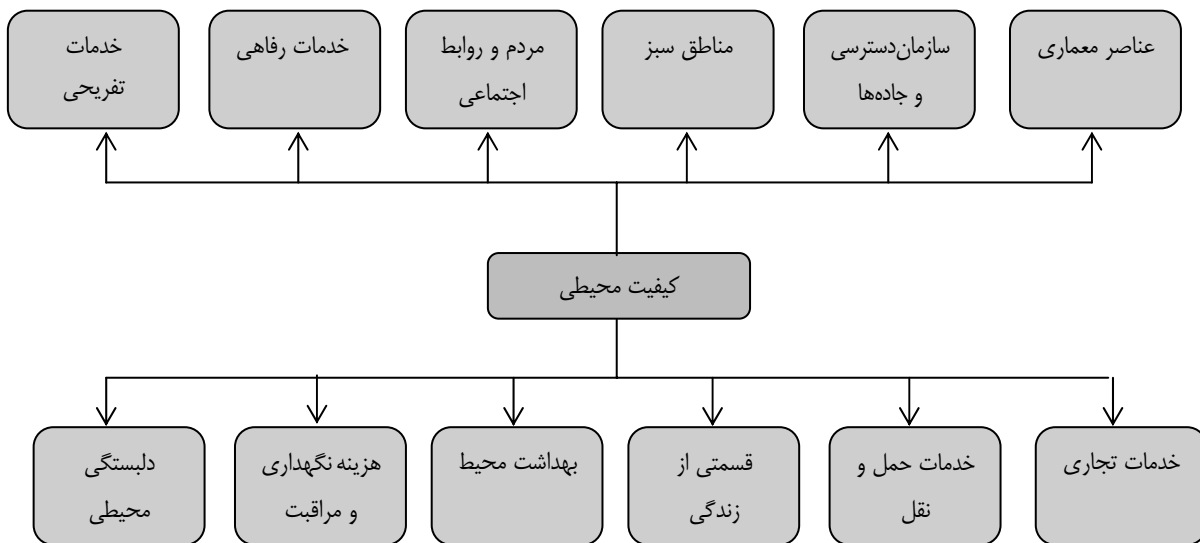 عناصر معماری
سازمان‌دسترسی
و جاده‌ها
مناطق سبز
مردم و روابط
اجتماعی
خدمات رفاهی
خدمات
تفریحی
کیفیت محیطی
خدمات تجاری
خدمات حمل و
نقل
قسمتی از
زندگی
بهداشت محیط
هزینه نگهداری
و مراقبت
دلبستگی
محیطی